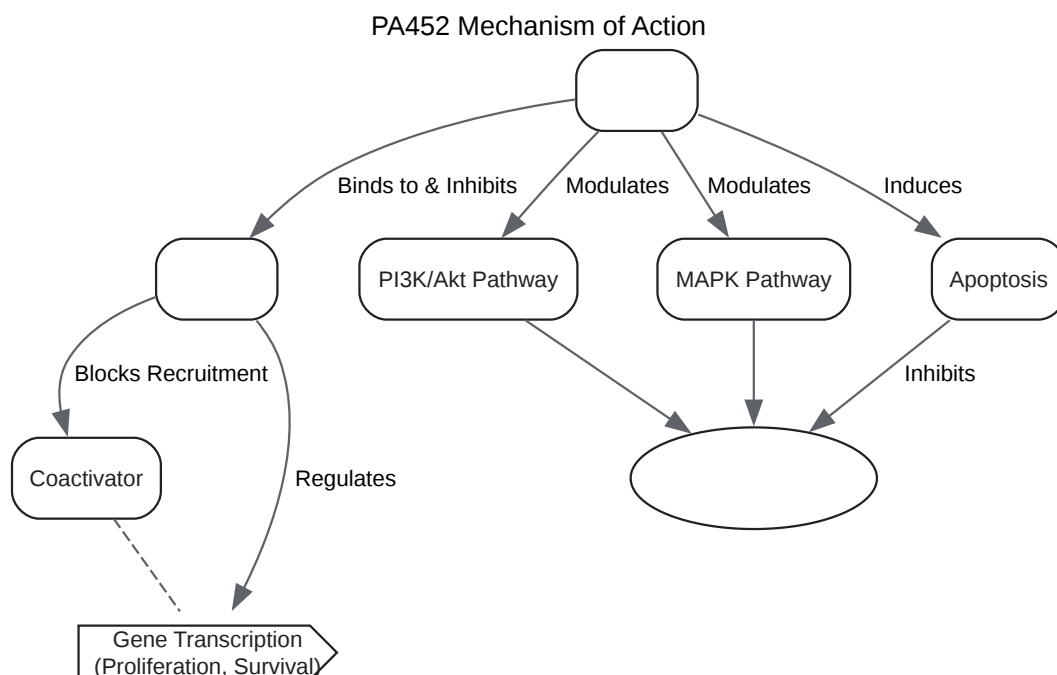 PA452 Mechanism of Action
Binds to & Inhibits
Modulates
Modulates
Induces
PI3K/Akt Pathway
MAPK Pathway
Apoptosis
Blocks Recruitment
Inhibits
Coactivator
Regulates
Gene Transcription
(Proliferation, Survival)